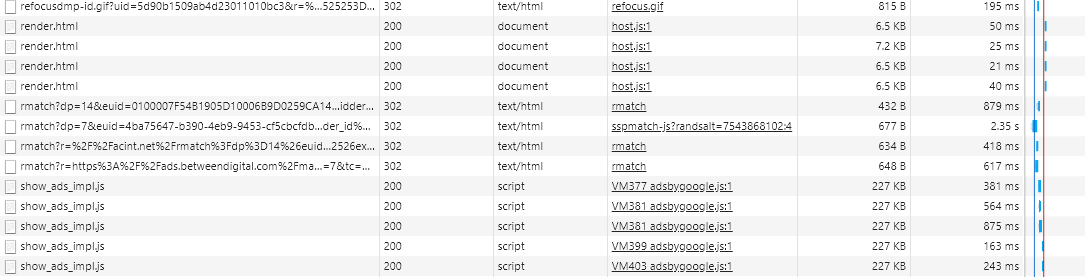 refocusdmp-id.gif?uid=5d90b1509ab4d23011010bc3&r=%...525253D... 302 text/html refocus.gif 815 B 195 ms
render.html 200 document host.js:1 6.5 KB 50 ms
render.html 200 document host.js:1 7.2 KB 25 ms
render.html 200 document host.js:1 6.5 KB 21 ms
render.html 200 document host.js:1 6.5 KB 40 ms
rmatch?dp=14&euid=0100007F54B1905D10006B9D0259CA14...idder... 302 text/html rmatch 432 B 879 ms
rmatch?dp=7&euid=4ba75647-b390-4eb9-9453-cf5cbcfdb...der_id%... 302 text/html sspmatch-js?randsalt=7543868102:4 677 B 2.35 s
rmatch?r=%2F%2Facint.net%2Frmatch%3Fdp%3D14%26euid...2526ex... 302 text/html rmatch 634 B 418 ms
rmatch?r=https%3A%2F%2Fads.betweendigital.com%2Fma...=7&tc=... 302 text/html rmatch 648 B 617 ms
show_ads_impl.js 200 script VM377 adsbygoogle.js:1 227 KB 381 ms
show_ads_impl.js 200 script VM381 adsbygoogle.js:1 227 KB 564 ms
show_ads_impl.js 200 script VM381 adsbygoogle.js:1 227 KB 875 ms
show_ads_impl.js 200 script VM399 adsbygoogle.js:1 227 KB 163 ms
show_ads_impl.js 200 script VM403 adsbygoogle.js:1 227 KB 243 ms